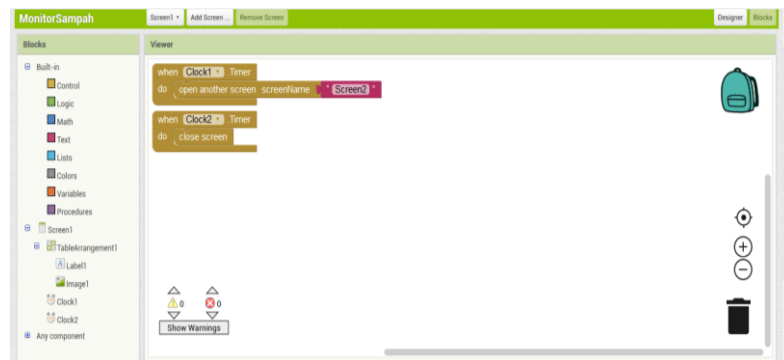 MonitorSampah
Screen1 Add Screen ... Remove Screen Designer Blocks
Blocks
Viewer
Built-in
Control
Logic
Math
Text
Lists
Colors
Variables
Procedures
Screen1
TableArrangement1
Label1
Image1
Clock1
Clock2
Any component
when Clock1 .Timer
do open another screen screenName " Screen2 "
when Clock2 .Timer
do close screen
0 0
Show Warnings